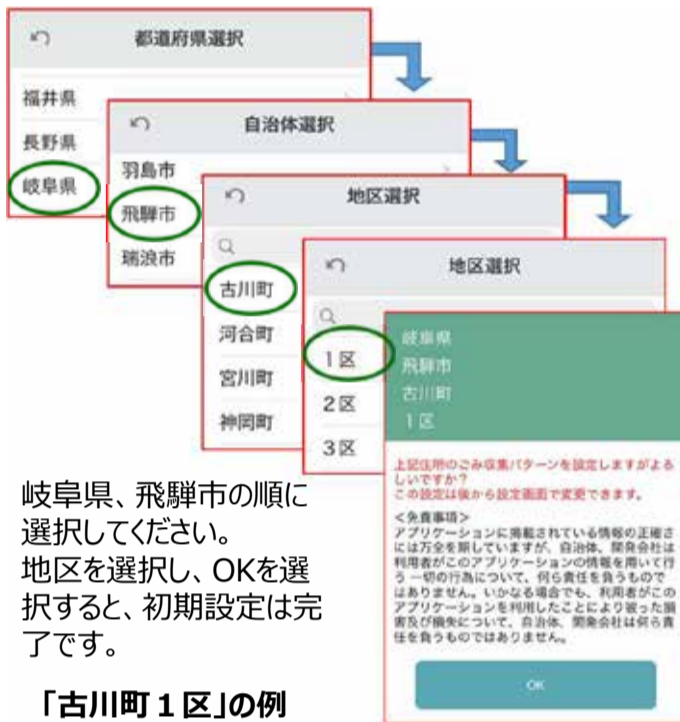 都道府県選択
福井県
長野県
岐阜県
自治体選択
羽島市
飛騨市
瑞浪市
地区選択
古川町
河合町
宮川町
神岡町
地区選択
1区
2区
3区
岐阜県
飛騨市
古川町
1区
上記住所のごみ収集パターンを設定しますがよろ
しいですか?
この設定は後から設定画面で変更できます。
<免責事項>
アプリケーションに掲載されている情報の正確さ
には万全を期していますが、自治体、開発会社は
利用者がこのアプリケーションの情報を用いて行
う一切の行為について、何ら責任を負うもので
はありません。いかなる場合でも、利用者がこの
アプリケーションを利用したことにより被った損
害及び損失について、自治体、開発会社は何ら責
任を負うものではありません。
OK
岐阜県、飛騨市の順に
選択してください。
地区を選択し、OKを選
択すると、初期設定は完
了です。
「古川町1区」の例